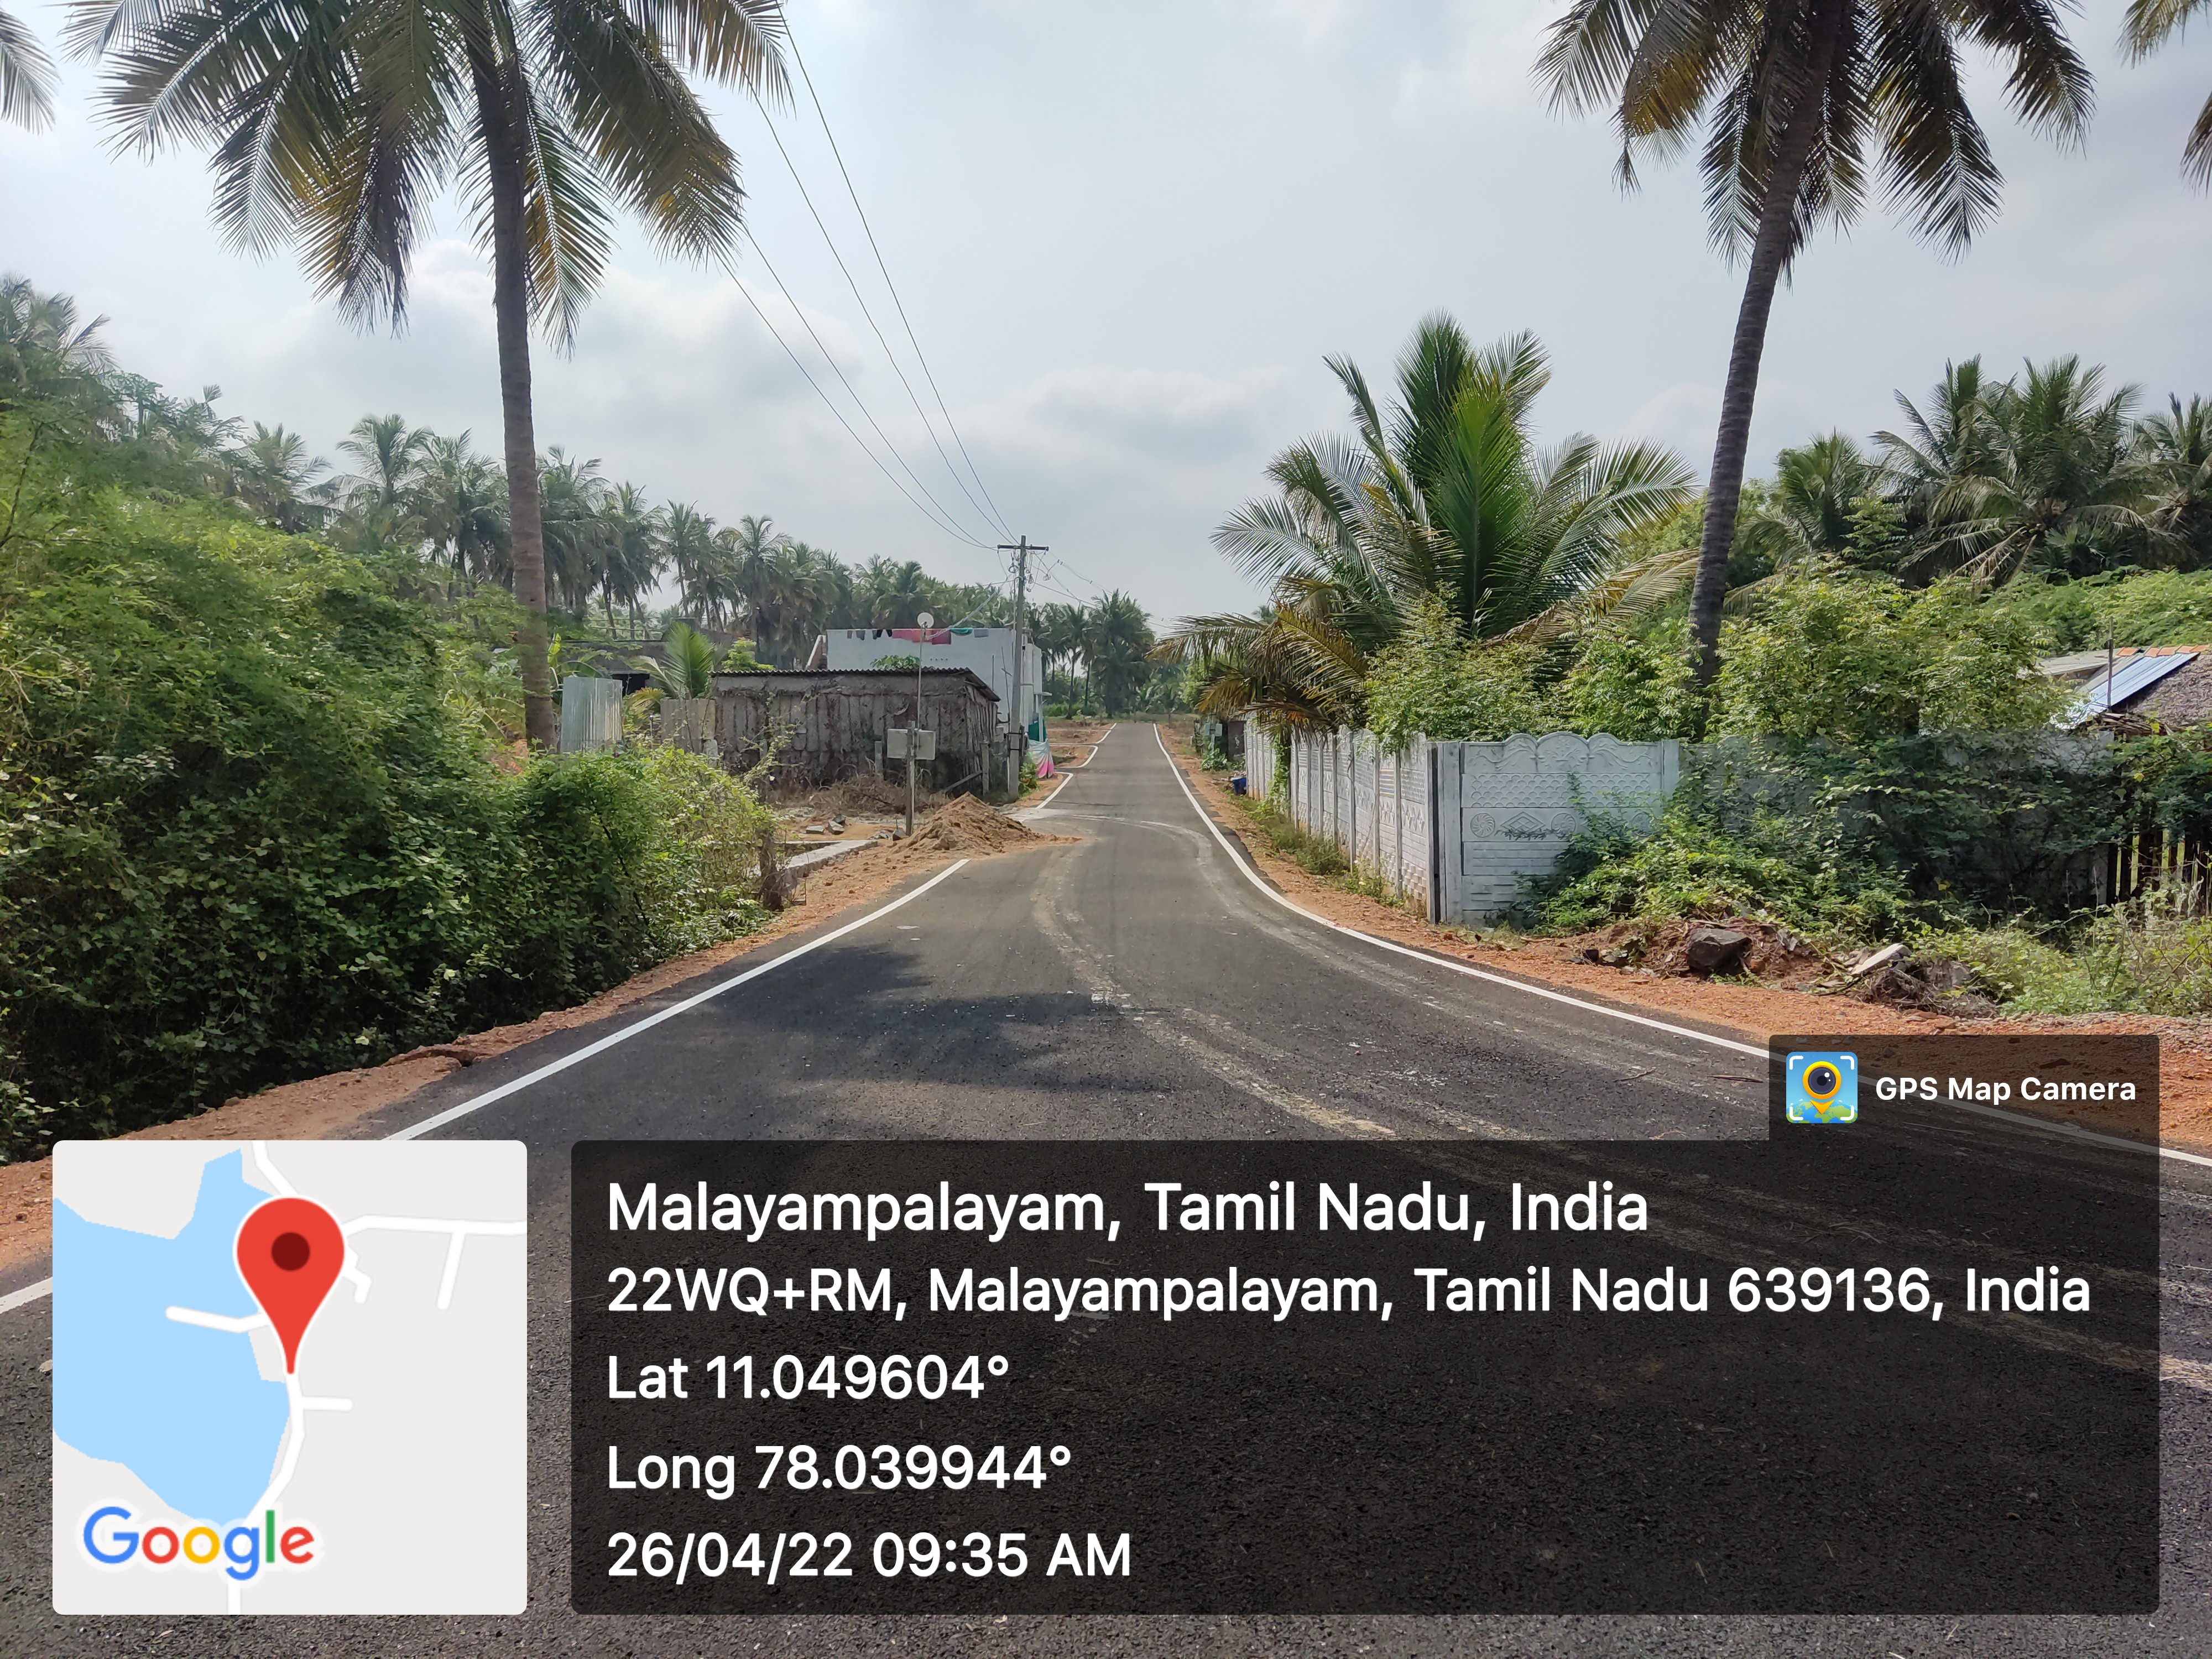 GPS Map Camera
Malayampalayam, Tamil Nadu, India
22WQ+RM, Malayampalayam, Tamil Nadu 639136, India
Lat 11.049604°
Long 78.039944°
26/04/22 09:35 AM
Google